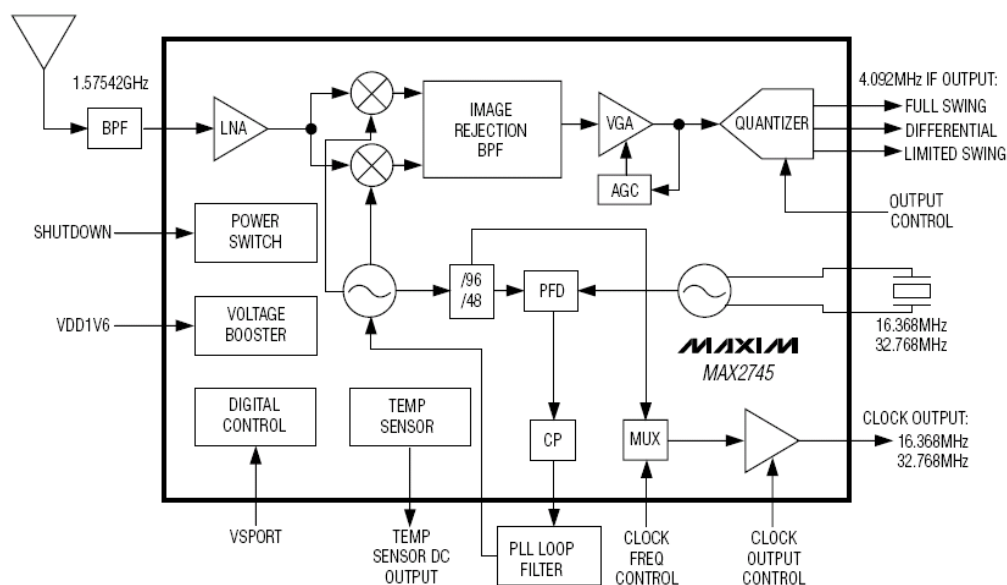 1.57542GHz
BPF
LNA
IMAGE
REJECTION
BPF
VGA
AGC
QUANTIZER
4.092MHz IF OUTPUT:
FULL SWING
DIFFERENTIAL
LIMITED SWING
OUTPUT
CONTROL
SHUTDOWN
POWER
SWITCH
/96
/48
PFD
VDD1V6
VOLTAGE
BOOSTER
MAXIM
MAX2745
16.368MHz
32.768MHz
DIGITAL
CONTROL
TEMP
SENSOR
CP
MUX
CLOCK OUTPUT:
16.368MHz
32.768MHz
VSPORT
TEMP
SENSOR DC
OUTPUT
PLL LOOP
FILTER
CLOCK
FREQ
CONTROL
CLOCK
OUTPUT
CONTROL